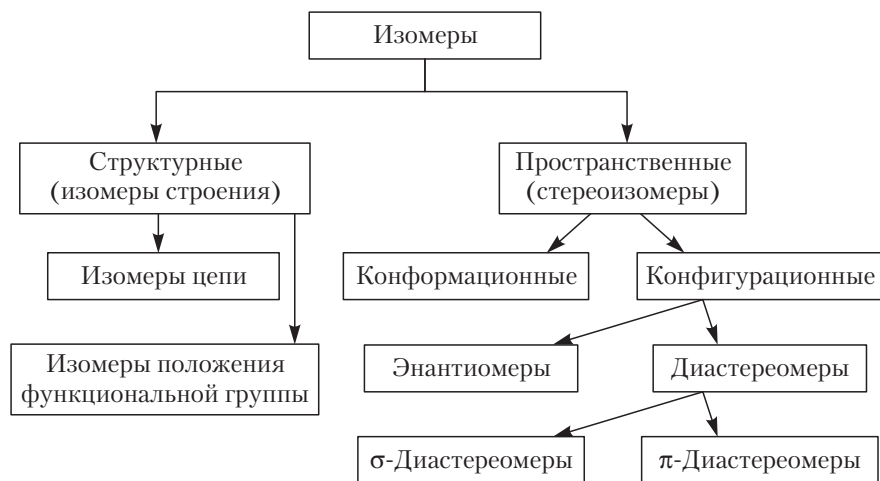 Изомеры
Структурные
(изомеры строения)
Пространственные
(стереоизомеры)
Изомеры цепи
Конформационные
Конфигурационные
Изомеры положения
функциональной группы
Энантиомеры
Диастереомеры
σ-Диастереомеры
π-Диастереомеры